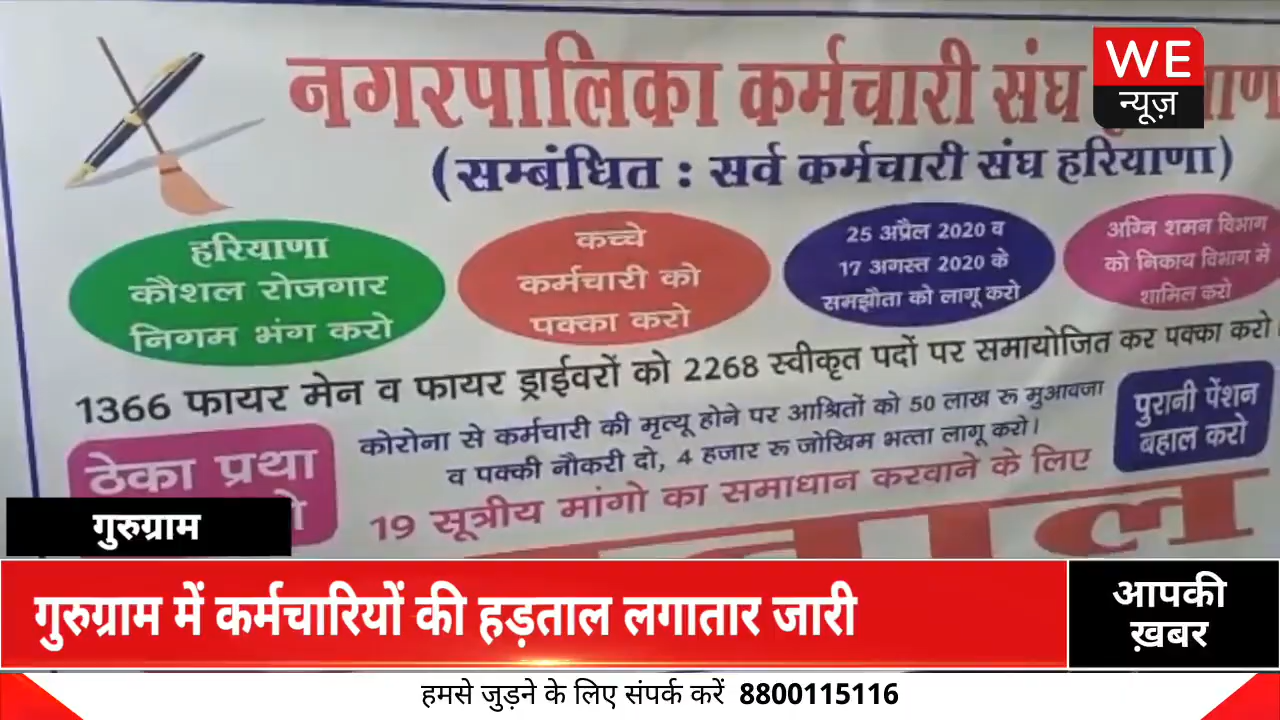 नगरपालिका कर्मचारी संघ
WE
न्यूज़
(सम्बंधित : सर्व कर्मचारी संघ हरियाणा)
हरियाणा
कौशल रोजगार
निगम भंग करो
कच्चे
कर्मचारी को
पक्का करो
25 अप्रैल 2020 व
17 अगस्त 2020 के
समझौता को लागू करो
अग्नि शमन विभाग
को निकाय विभाग में
शामिल करो
1366 फायर मेन व फायर ड्राईवरों को 2268 स्वीकृत पदों पर समायोजित कर पक्का करो
कोरोना से कर्मचारी की मृत्यू होने पर आश्रितों को 50 लाख रू मुआवजा
व पक्की नौकरी दो, 4 हजार रू जोखिम भत्ता लागू करो।
पुरानी पेंशन
बहाल करो
ठेका प्रथा
19 सूत्रीय मांगो का समाधान करवाने के लिए
गुरुग्राम
गुरुग्राम में कर्मचारियों की हड़ताल लगातार जारी
आपकी
ख़बर
हमसे जुड़ने के लिए संपर्क करें 8800115116